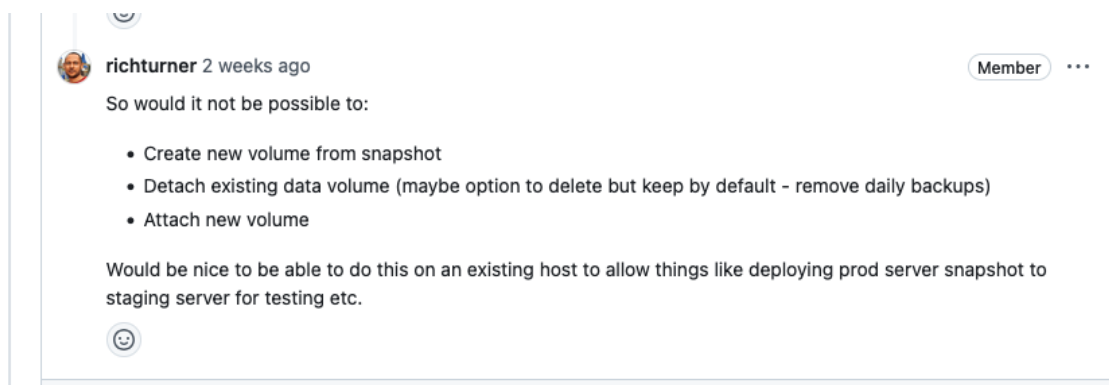 richturner 2 weeks ago
Member
So would it not be possible to:
• Create new volume from snapshot
• Detach existing data volume (maybe option to delete but keep by default - remove daily backups)
• Attach new volume
Would be nice to be able to do this on an existing host to allow things like deploying prod server snapshot to
staging server for testing etc.